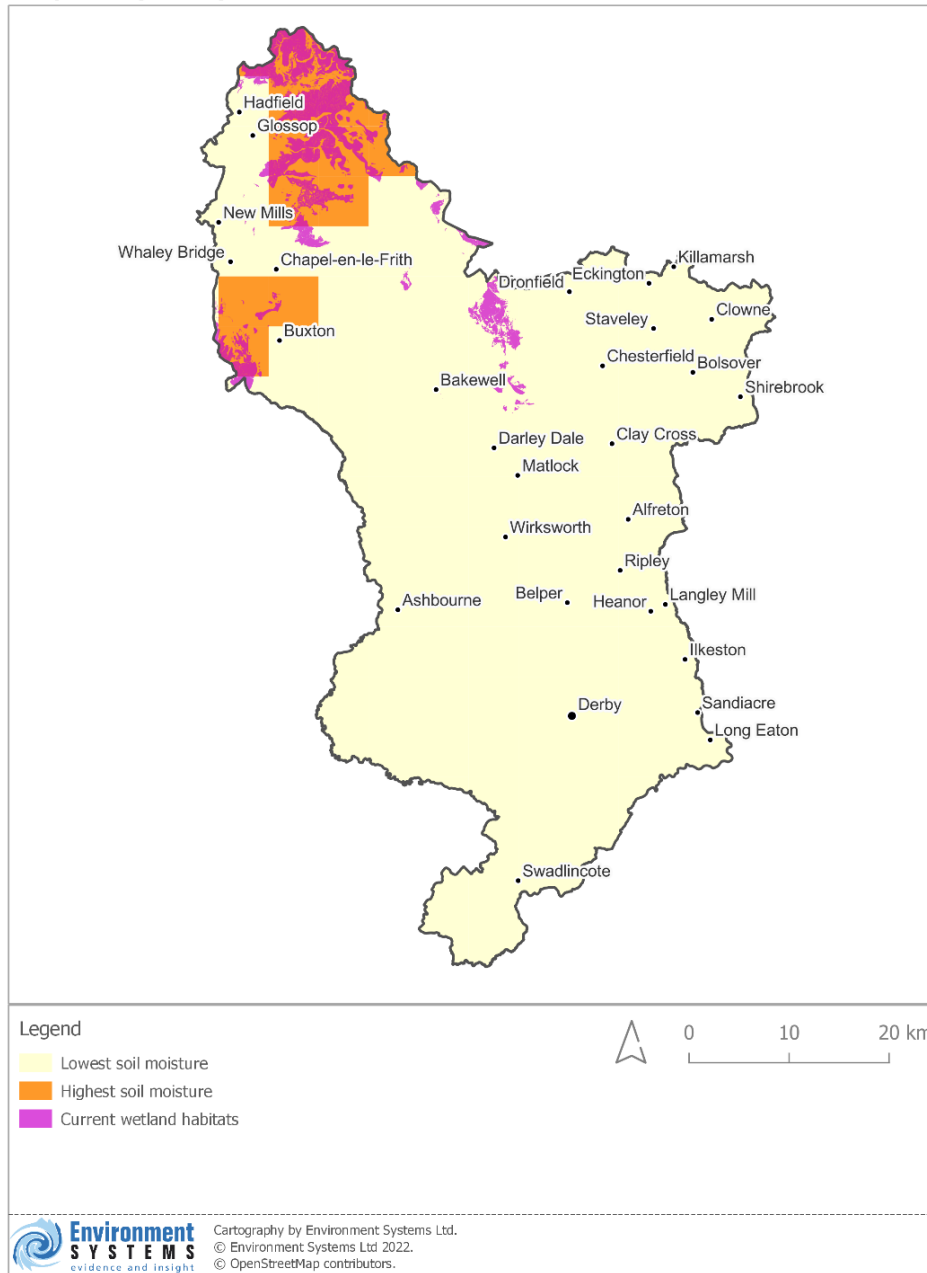 Hadfield
Glossop
New Mills
Whaley Bridge
Chapel-en-le-Frith
Killamarsh
Eckington
Dronfield
Clowne
Staveley
Buxton
Chesterfield
Bolsover
Bakewell
Shirebrook
Darley Dale
Clay Cross
Matlock
Alfreton
Wirksworth
Ripley
Ashbourne
Belper
Heanor
Langley Mill
Ilkeston
Derby
Sandiacre
Long Eaton
Swadlincote
Legend
0 10 20 km
Lowest soil moisture
Highest soil moisture
Current wetland habitats
Environment
SYSTEMS
evidence and insight
Cartography by Environment Systems Ltd.
© Environment Systems Ltd 2022.
© OpenStreetMap contributors.